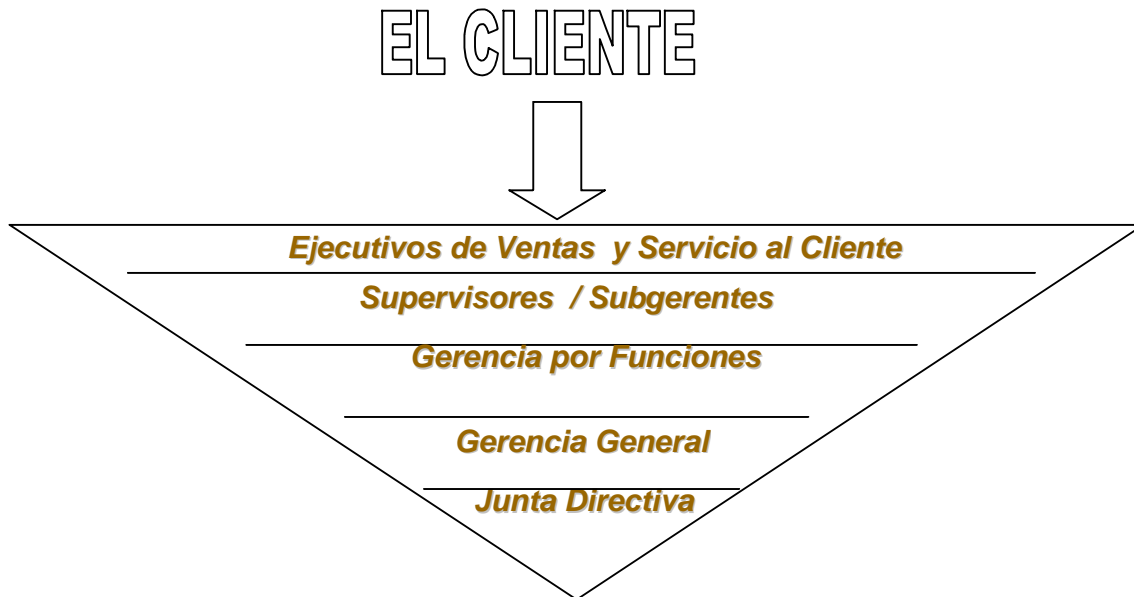 EL CLIENTE
Ejecutivos de Ventas y Servicio al Cliente
Supervisores / Subgerentes
Gerencia por Funciones
Gerencia General
Junta Directiva